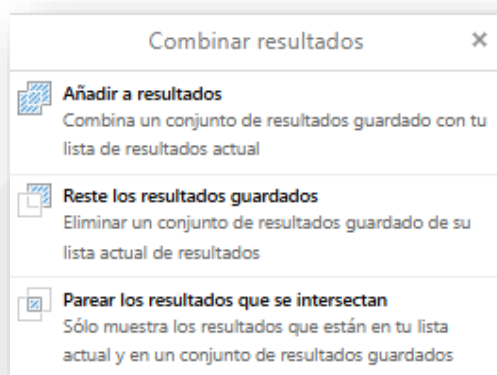 Combinar resultados ×
Añadir a resultados
Combina un conjunto de resultados guardado con tu
lista de resultados actual
Reste los resultados guardados
Eliminar un conjunto de resultados guardado de su
lista actual de resultados
Parear los resultados que se intersectan
Sólo muestra los resultados que están en tu lista
actual y en un conjunto de resultados guardados